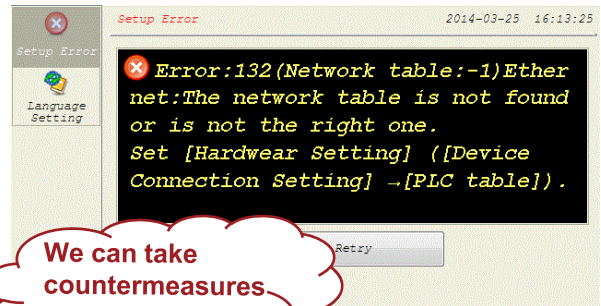 Setup Error
2014-03-25 16:13:25
Setup Error
Language
Setting
Error:132(Network table:-1)Ether
net:The network table is not found
or is not the right one.
Set [Hardwear Setting] ([Device
Connection Setting] →[PLC table]).
Retry
We can take
countermeasures